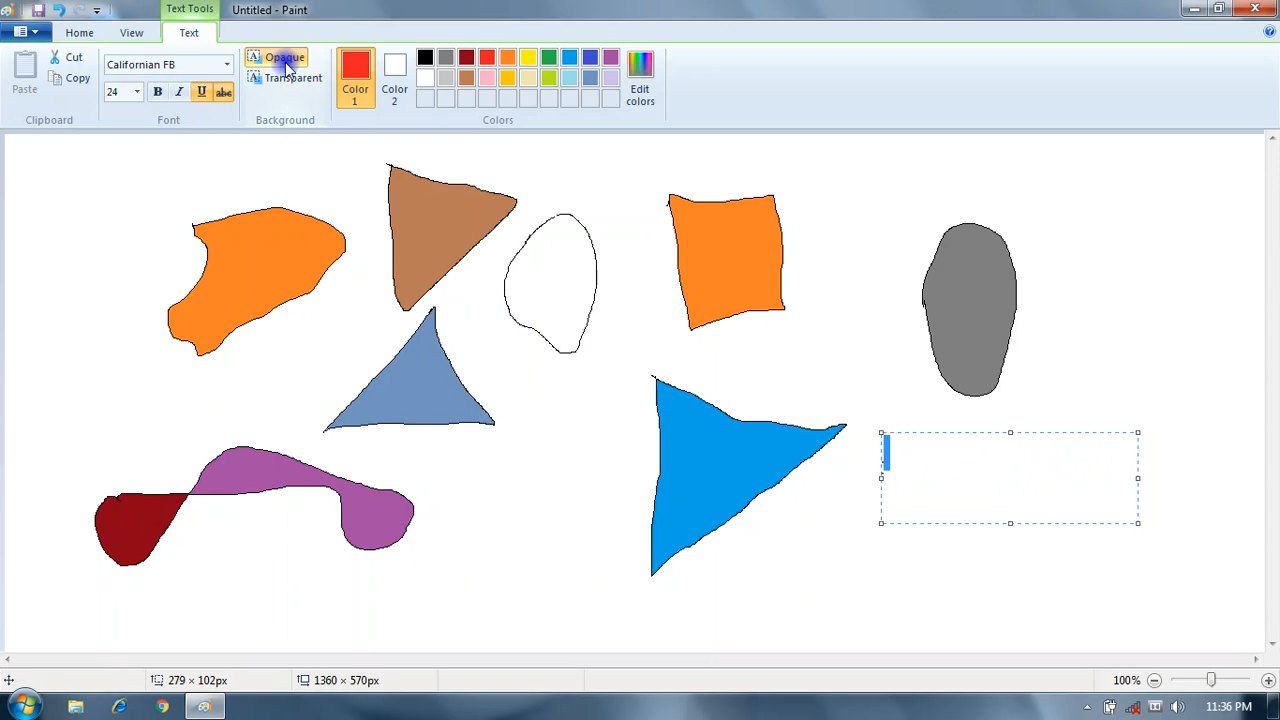 Text Tools
Untitled - Paint
Home
View
Text
Paste
Cut
Copy
Clipboard
Californian FB
24
B
I
U
abc
Font
A Opaque
A Transparent
Background
Color 1
Color 2
Edit colors
Colors
279 × 102px
1360 × 570px
100%
11:36 PM